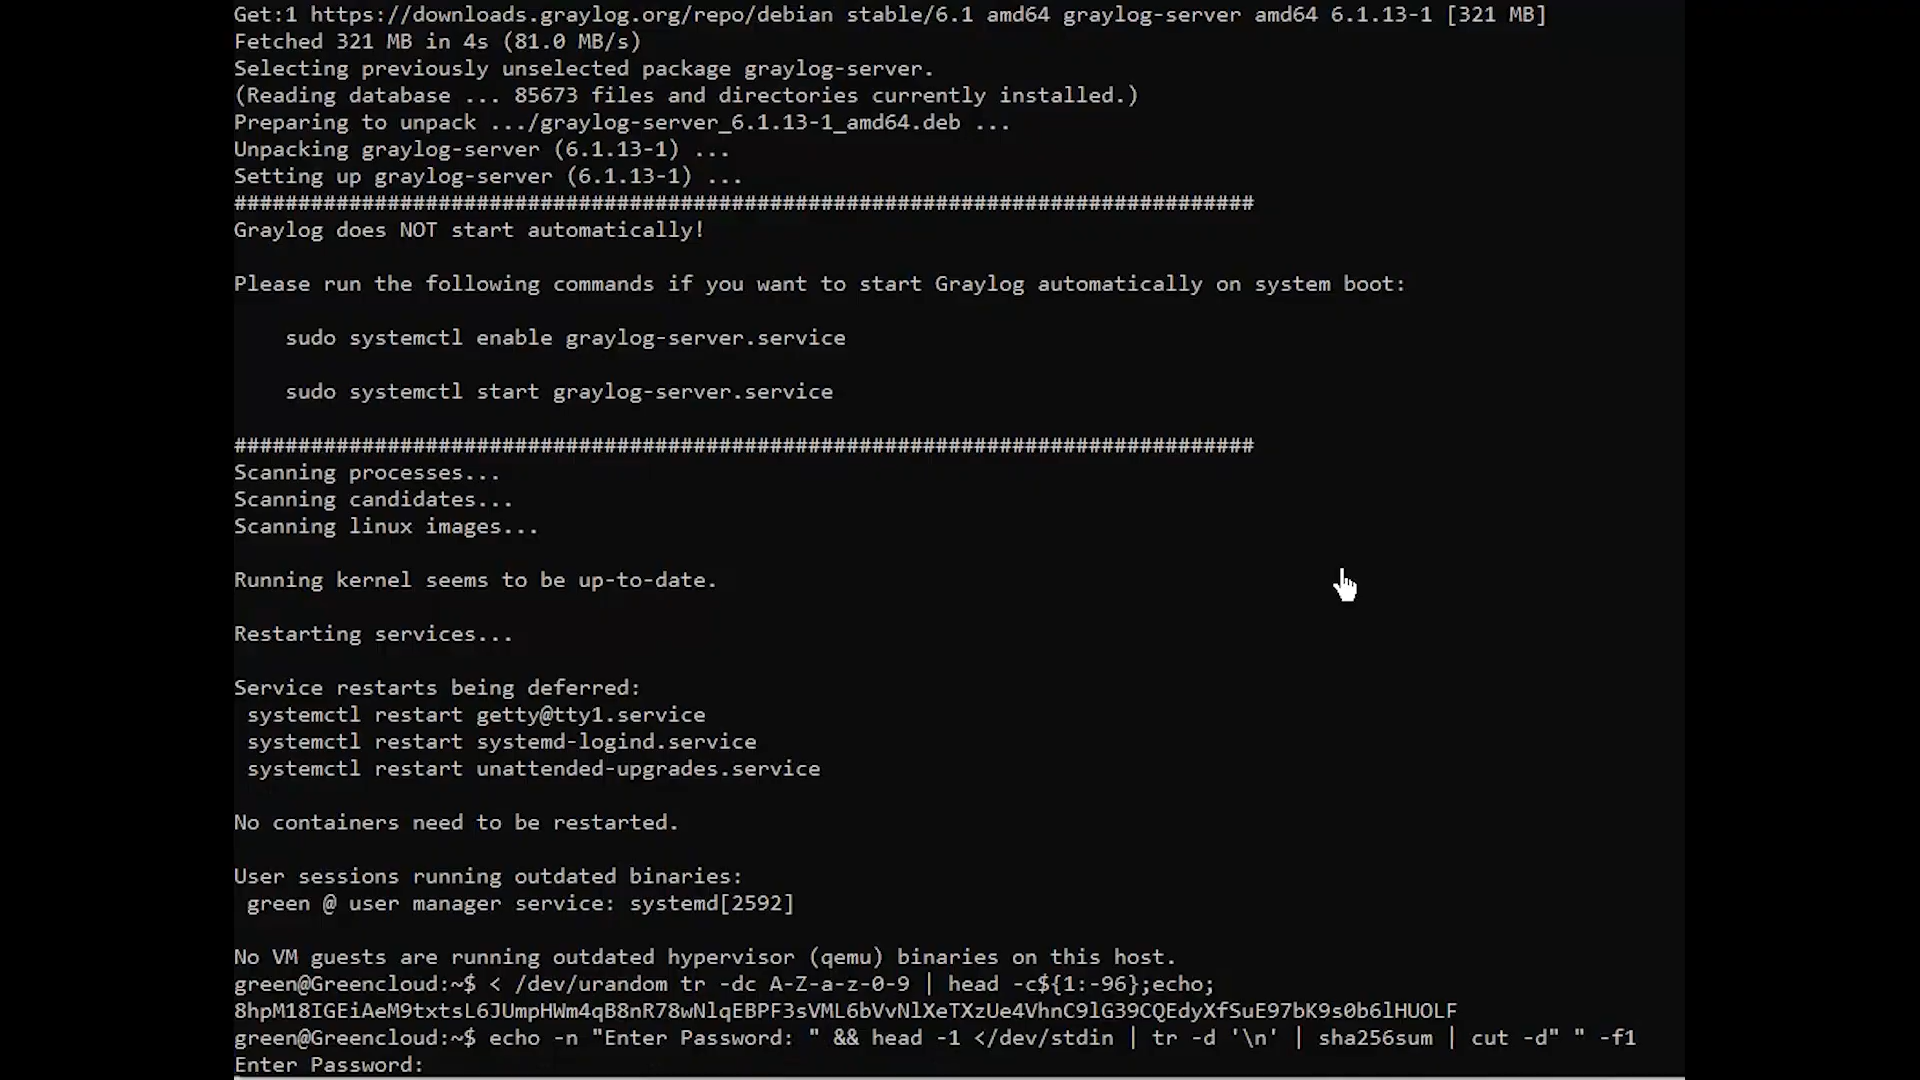 Get:1 https://downloads.graylog.org/repo/debian stable/6.1 amd64 graylog-server amd64 6.1.13-1 [321 MB]
Fetched 321 MB in 4s (81.0 MB/s)
Selecting previously unselected package graylog-server.
(Reading database ... 85673 files and directories currently installed.)
Preparing to unpack .../graylog-server_6.1.13-1_amd64.deb ...
Unpacking graylog-server (6.1.13-1) ...
Setting up graylog-server (6.1.13-1) ...
################################################################################
Graylog does NOT start automatically!
Please run the following commands if you want to start Graylog automatically on system boot:
sudo systemctl enable graylog-server.service
sudo systemctl start graylog-server.service
################################################################################
Scanning processes...
Scanning candidates...
Scanning linux images...
Running kernel seems to be up-to-date.
Restarting services...
Service restarts being deferred:
systemctl restart getty@tty1.service
systemctl restart systemd-logind.service
systemctl restart unattended-upgrades.service
No containers need to be restarted.
User sessions running outdated binaries:
green @ user manager service: systemd[2592]
No VM guests are running outdated hypervisor (qemu) binaries on this host.
green@Greencloud:~$ < /dev/urandom tr -dc A-Z-a-z-0-9 | head -c${1:-96};echo;
8hpM18IGEiAeM9txtsL6JUmpHWm4qB8nR78wNlqEBPF3sVML6bVvNlXeTXzUe4VhnC9lG39CQEdyXfSuE97bK9s0b6lHUOLF
green@Greencloud:~$ echo -n "Enter Password: " && head -1 </dev/stdin | tr -d '\n' | sha256sum | cut -d" " -f1
Enter Password: